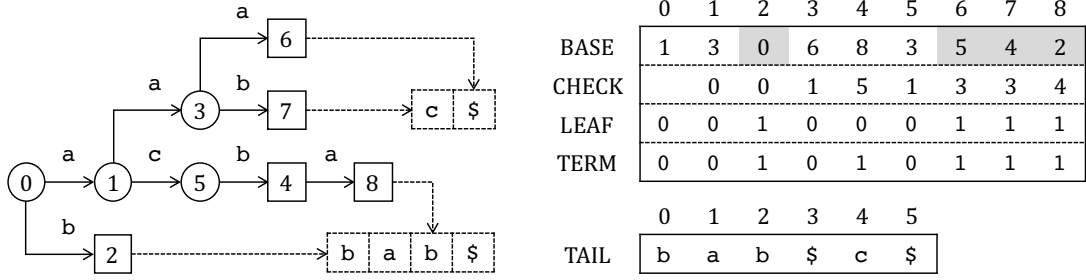 a
6
a
b
3
7
c $
a
c
b
a
0
1
5
4
8
b
2
b a b $
0 1 2 3 4 5 6 7 8
BASE 1 3 0 6 8 3 5 4 2
CHECK 0 0 1 5 1 3 3 4
LEAF 0 0 1 0 0 0 1 1 1
TERM 0 0 1 0 1 0 1 1 1
0 1 2 3 4 5
TAIL b a b $ c $